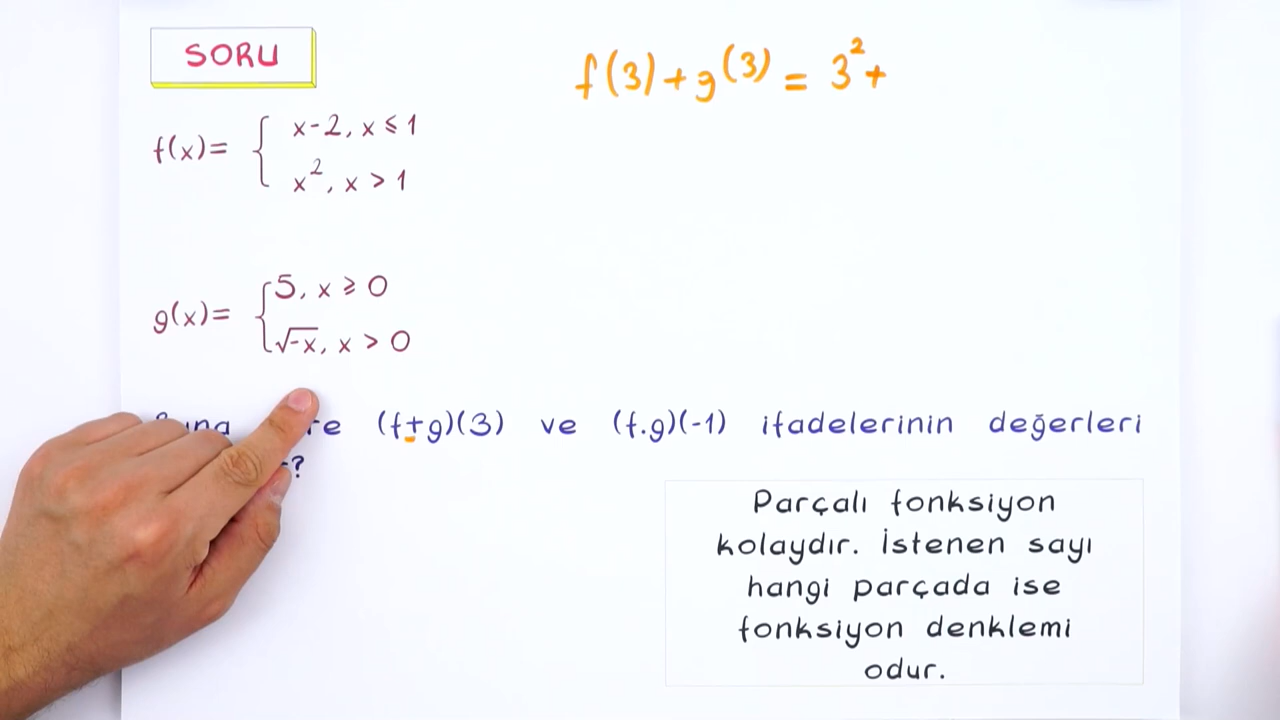 SORU
f(3)+g(3) = 3²+
f(x)= { x-2, x ≤ 1
x², x > 1
g(x)= { 5, x ≥ 0
√-x, x > 0
(f+g)(3) ve (f.g)(-1) ifadelerinin değerleri
?
Parçalı fonksiyon
kolaydır. İstenen sayı
hangi parçada ise
fonksiyon denklemi
odur.